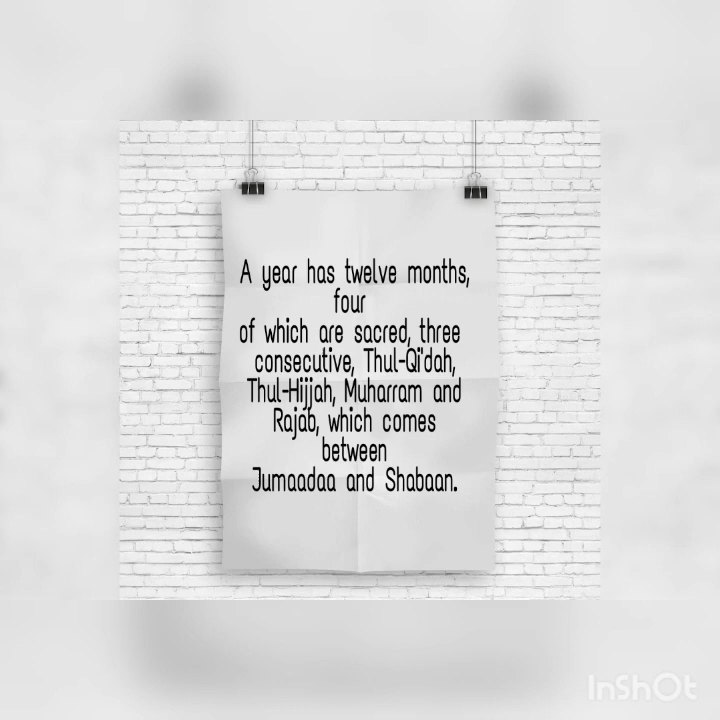 A year has twelve months,
four
of which are sacred, three
consecutive, Thul-Qi'dah,
Thul-Hijjah, Muharram and
Rajab, which comes
between
Jumaadaa and Shabaan.
InShOt